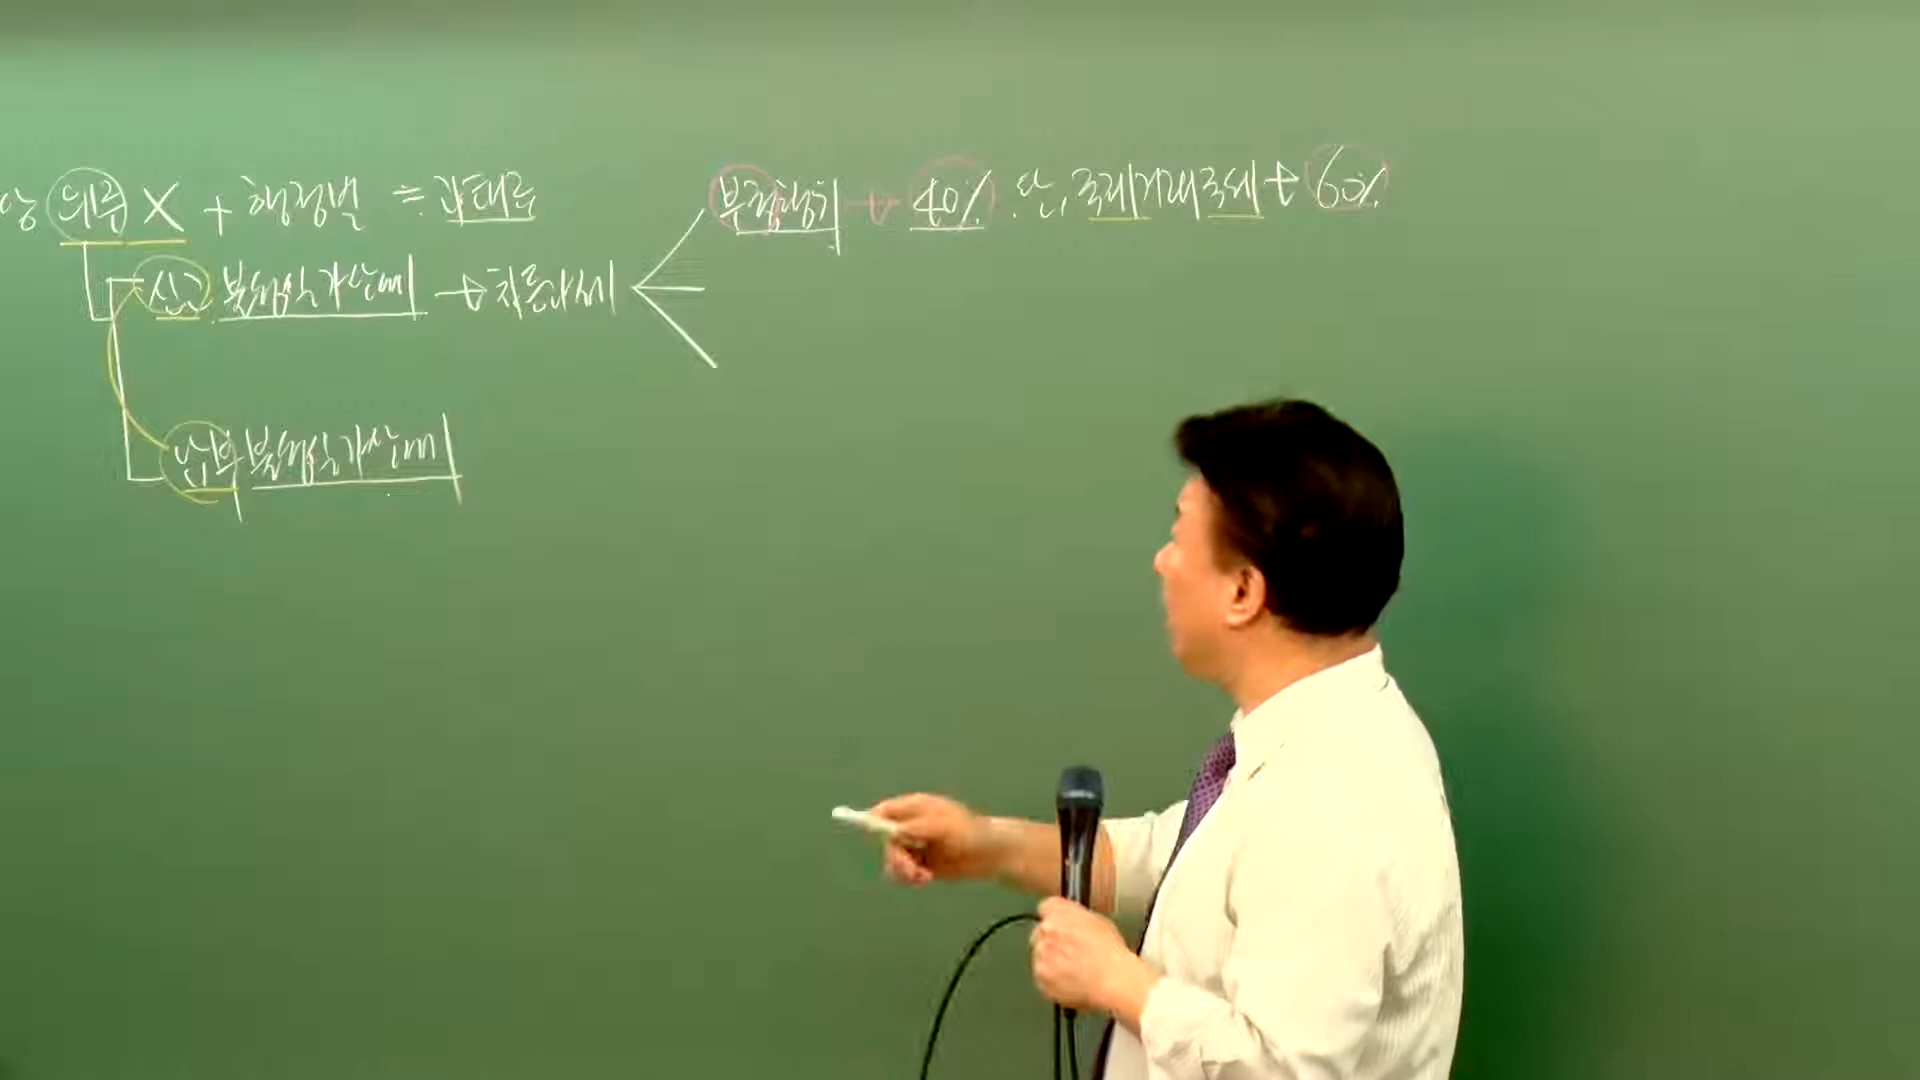 상 의무 X + 행정벌 = 과태료
신고 불성실가산세 → 차등과세
부정행위 → 40% 단, 국제거래국세 → 60%
납부 불성실가산세